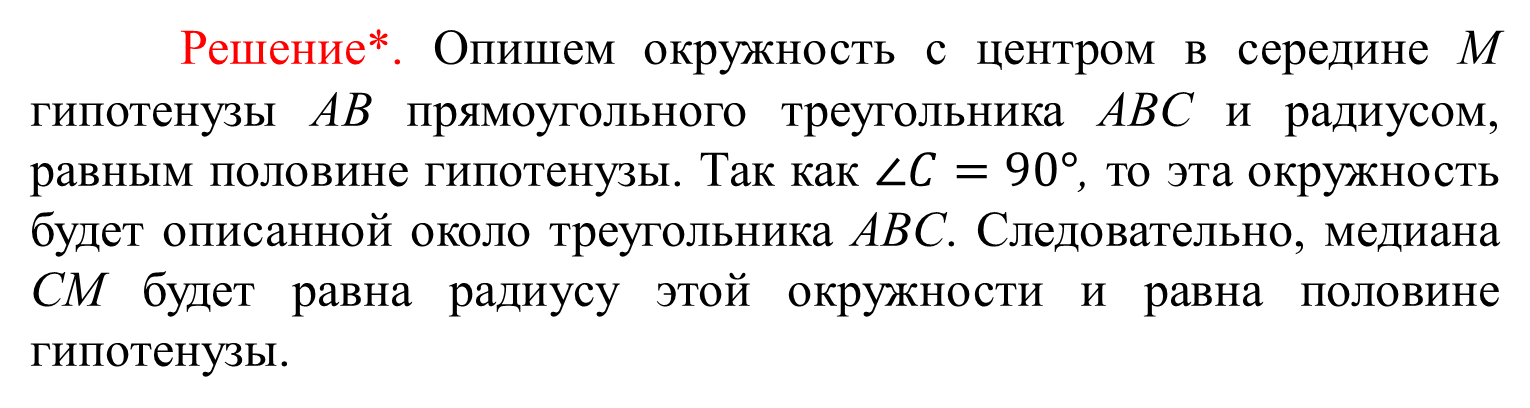 Решение*. Опишем окружность с центром в середине M
гипотенузы AB прямоугольного треугольника ABC и радиусом,
равным половине гипотенузы. Так как ∠C = 90°, то эта окружность
будет описанной около треугольника ABC. Следовательно, медиана
CM будет равна радиусу этой окружности и равна половине
гипотенузы.